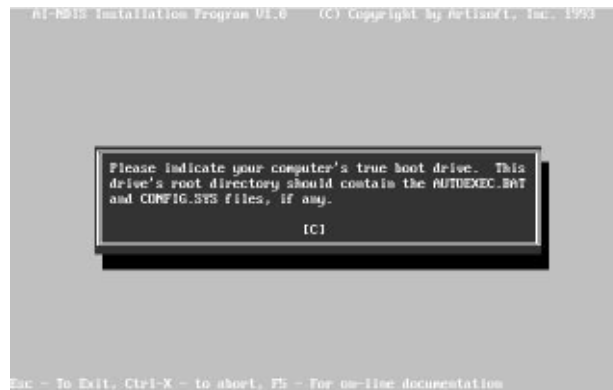 AI-NDIS Installation Program V1.0 (C) Copyright by Artisoft, Inc. 1993
Please indicate your computer's true boot drive. This
drive's root directory should contain the AUTOEXEC.BAT
and CONFIG.SYS files, if any.
[C]
Esc - To Exit, Ctrl-X - to abort, F5 - For on-line documentation